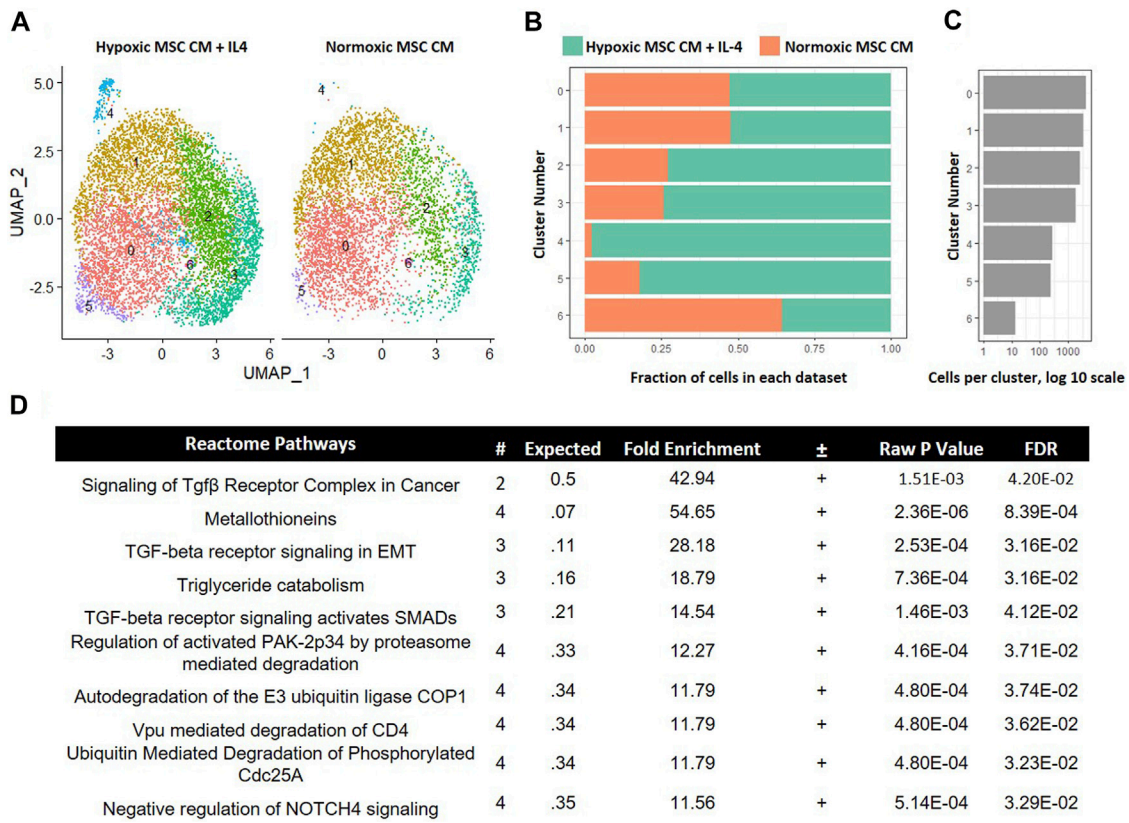 A
Hypoxic MSC CM + IL4
Normoxic MSC CM
5.0
2.5
0.0
-2.5
UMAP_2
4
1
2
0
6
3
5
4
1
2
0
6
3
5
-3
0
3
6
-3
0
3
6
UMAP_1
B
Hypoxic MSC CM + IL-4
Normoxic MSC CM
Cluster Number
0
1
2
3
4
5
6
0.00
0.25
0.50
0.75
1.00
Fraction of cells in each dataset
C
Cluster Number
0
1
2
3
4
5
6
1
10
100
1000
Cells per cluster, log 10 scale
D
Reactome Pathways # Expected Fold Enrichment ± Raw P Value FDR
Signaling of Tgfβ Receptor Complex in Cancer 2 0.5 42.94 + 1.51E-03 4.20E-02
Metallothioneins 4 .07 54.65 + 2.36E-06 8.39E-04
TGF-beta receptor signaling in EMT 3 .11 28.18 + 2.53E-04 3.16E-02
Triglyceride catabolism 3 .16 18.79 + 7.36E-04 3.16E-02
TGF-beta receptor signaling activates SMADs 3 .21 14.54 + 1.46E-03 4.12E-02
Regulation of activated PAK-2p34 by proteasome
mediated degradation 4 .33 12.27 + 4.16E-04 3.71E-02
Autodegradation of the E3 ubiquitin ligase COP1 4 .34 11.79 + 4.80E-04 3.74E-02
Vpu mediated degradation of CD4 4 .34 11.79 + 4.80E-04 3.62E-02
Ubiquitin Mediated Degradation of Phosphorylated
Cdc25A 4 .34 11.79 + 4.80E-04 3.23E-02
Negative regulation of NOTCH4 signaling 4 .35 11.56 + 5.14E-04 3.29E-02